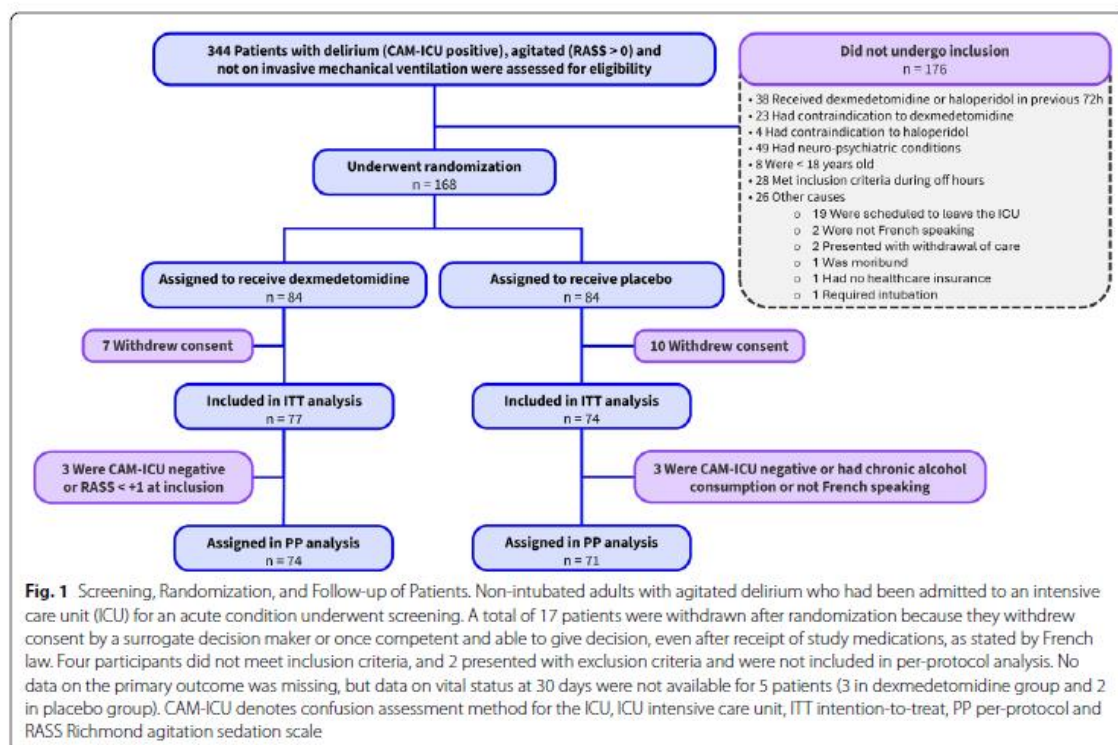 344 Patients with delirium (CAM-ICU positive), agitated (RASS > 0) and
not on invasive mechanical ventilation were assessed for eligibility
Did not undergo inclusion
n = 176
• 38 Received dexmedetomidine or haloperidol in previous 72h
• 23 Had contraindication to dexmedetomidine
• 4 Had contraindication to haloperidol
• 49 Had neuro-psychiatric conditions
• 8 Were < 18 years old
• 28 Met inclusion criteria during off hours
• 26 Other causes
o 19 Were scheduled to leave the ICU
o 2 Were not French speaking
o 2 Presented with withdrawal of care
o 1 Was moribund
o 1 Had no healthcare insurance
o 1 Required intubation
Underwent randomization
n = 168
Assigned to receive dexmedetomidine
n = 84
Assigned to receive placebo
n = 84
7 Withdrew consent
10 Withdrew consent
Included in ITT analysis
n = 77
Included in ITT analysis
n = 74
3 Were CAM-ICU negative
or RASS < +1 at inclusion
3 Were CAM-ICU negative or had chronic alcohol
consumption or not French speaking
Assigned in PP analysis
n = 74
Assigned in PP analysis
n = 71
Fig. 1 Screening, Randomization, and Follow-up of Patients. Non-intubated adults with agitated delirium who had been admitted to an intensive
care unit (ICU) for an acute condition underwent screening. A total of 17 patients were withdrawn after randomization because they withdrew
consent by a surrogate decision maker or once competent and able to give decision, even after receipt of study medications, as stated by French
law. Four participants did not meet inclusion criteria, and 2 presented with exclusion criteria and were not included in per-protocol analysis. No
data on the primary outcome was missing, but data on vital status at 30 days were not available for 5 patients (3 in dexmedetomidine group and 2
in placebo group). CAM-ICU denotes confusion assessment method for the ICU, ICU intensive care unit, ITT intention-to-treat, PP per-protocol and
RASS Richmond agitation sedation scale